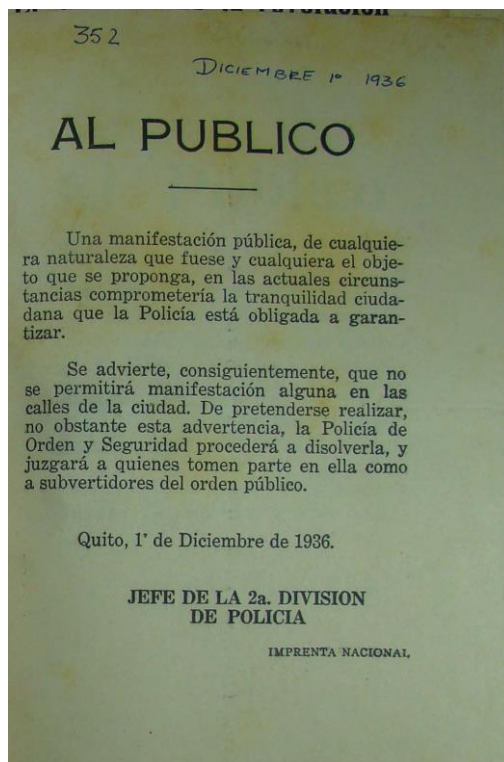 la revolución
352
DICIEMBRE 1º 1936
AL PUBLICO
Una manifestación pública, de cualquie-
ra naturaleza que fuese y cualquiera el obje-
to que se proponga, en las actuales circuns-
tancias comprometería la tranquilidad ciuda-
dana que la Policía está obligada a garan-
tizar.
Se advierte, consiguientemente, que no
se permitirá manifestación alguna en las
calles de la ciudad. De pretenderse realizar,
no obstante esta advertencia, la Policía de
Orden y Seguridad procederá a disolverla, y
juzgará a quienes tomen parte en ella como
a subvertidores del orden público.
Quito, 1º de Diciembre de 1936.
JEFE DE LA 2a. DIVISION
DE POLICIA
IMPRENTA NACIONAL